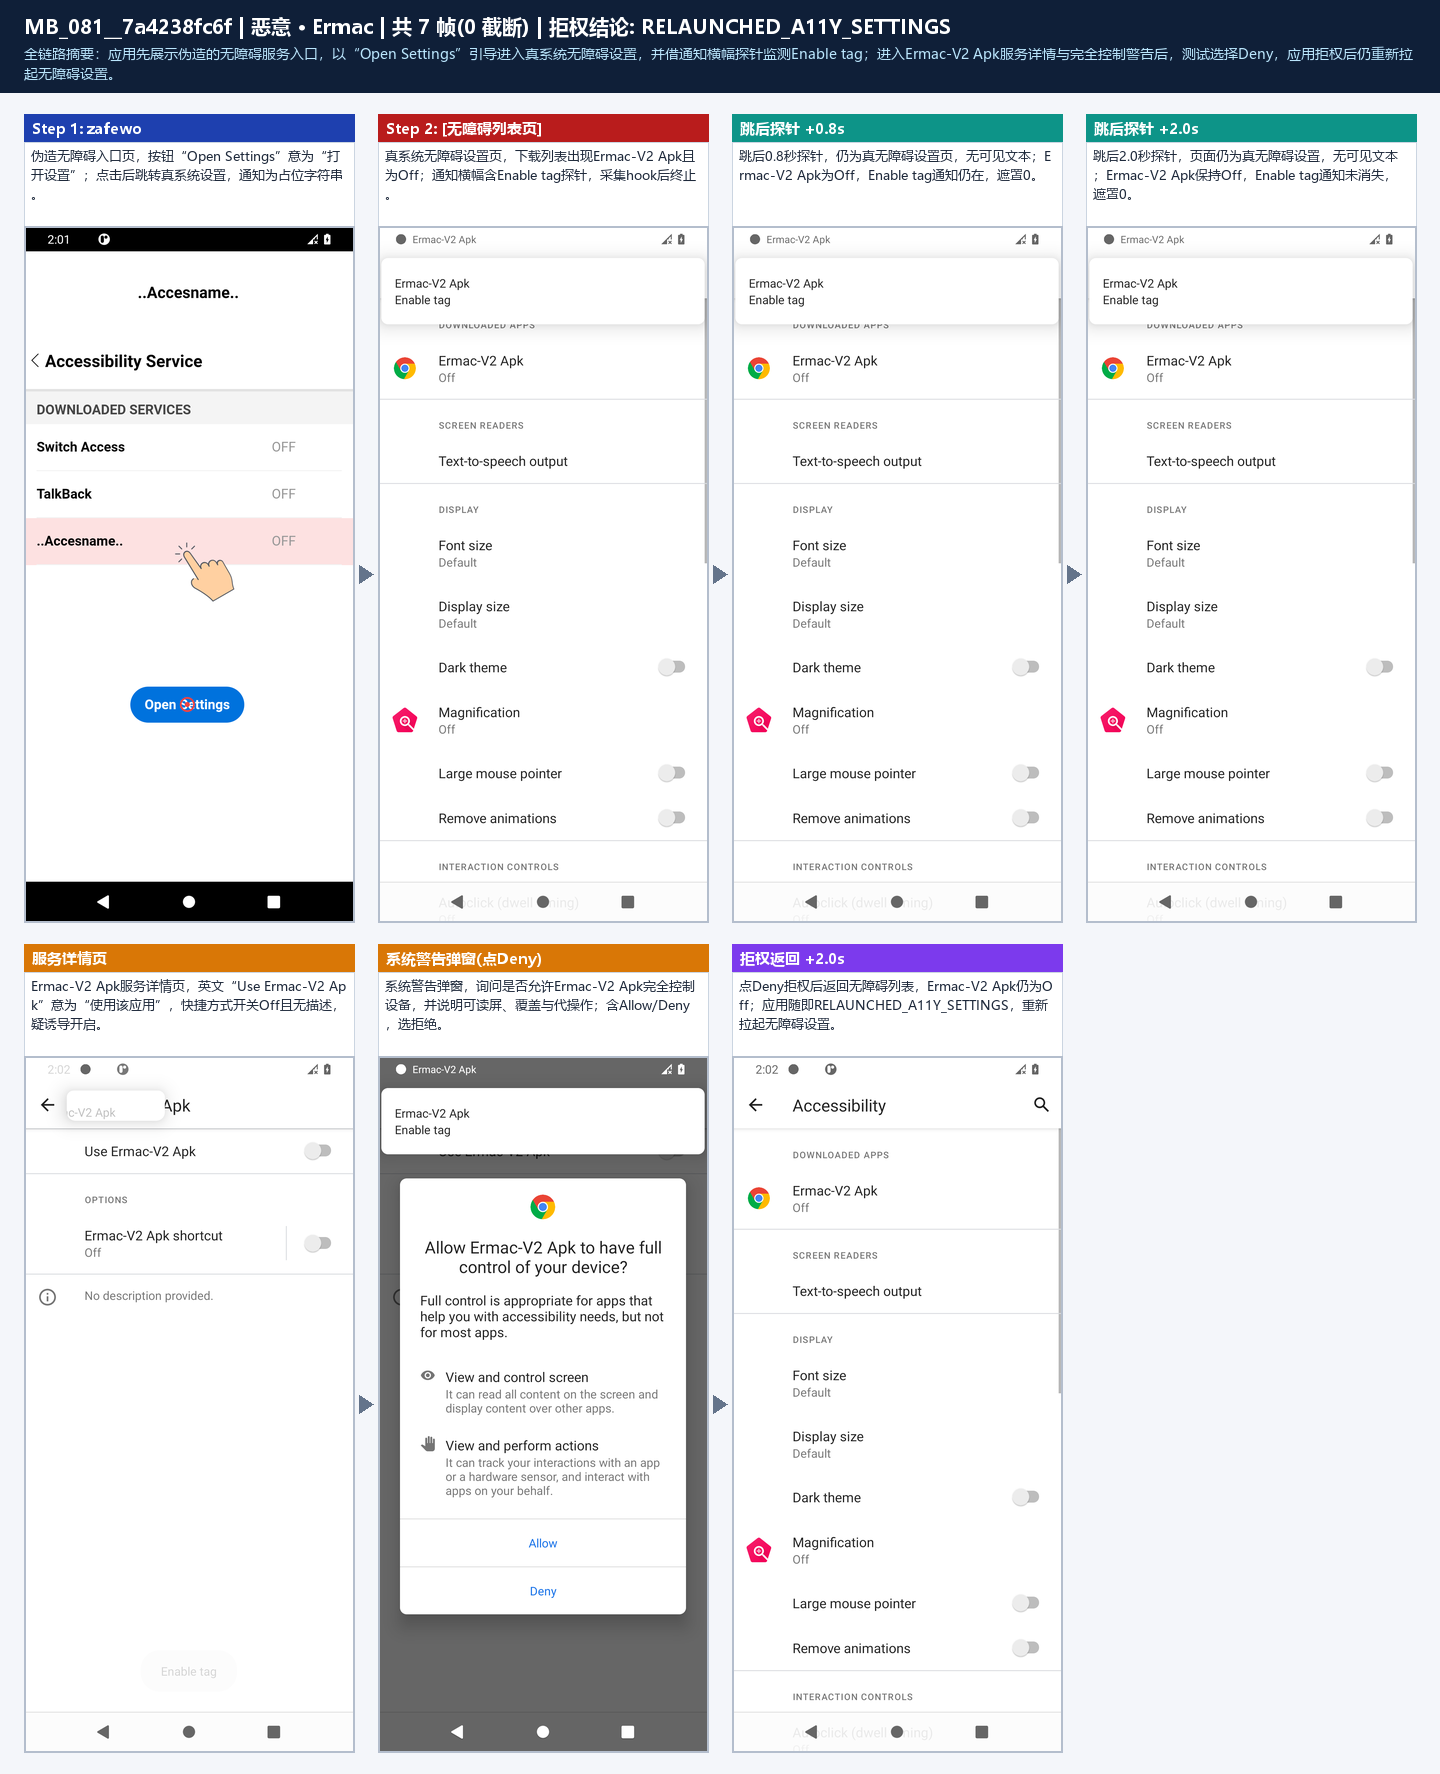 MB_081__7a4238fc6f | 恶意 • Ermac | 共 7 帧(0 截断) | 拒权结论: RELAUNCHED_A11Y_SETTINGS
全链路摘要：应用先展示伪造的无障碍服务入口，以“Open Settings”引导进入真系统无障碍设置，并借通知横幅探针监测Enable tag；进入Ermac-V2 Apk服务详情与完全控制警告后，测试选择Deny，应用拒权后仍重新拉
起无障碍设置。
Step 1: zafewo
伪造无障碍入口页，按钮“Open Settings”意为“打
开设置”；点击后跳转真系统设置，通知为占位字符串
。
2:01
..Accesname..
Accessibility Service
DOWNLOADED SERVICES
Switch Access OFF
TalkBack OFF
..Accesname.. OFF
Open Settings
Step 2: [无障碍列表页]
真系统无障碍设置页，下载列表出现Ermac-V2 Apk且
为Off；通知横幅含Enable tag探针，采集hook后终止
。
Ermac-V2 Apk
Ermac-V2 Apk
Enable tag
DOWNLOADED APPS
Ermac-V2 Apk
Off
SCREEN READERS
Text-to-speech output
DISPLAY
Font size
Default
Display size
Default
Dark theme
Magnification
Off
Large mouse pointer
Remove animations
INTERACTION CONTROLS
跳后探针 +0.8s
跳后0.8秒探针，仍为真无障碍设置页，无可见文本；E
rmac-V2 Apk为Off，Enable tag通知仍在，遮罩0。
Ermac-V2 Apk
Ermac-V2 Apk
Enable tag
DOWNLOADED APPS
Ermac-V2 Apk
Off
SCREEN READERS
Text-to-speech output
DISPLAY
Font size
Default
Display size
Default
Dark theme
Magnification
Off
Large mouse pointer
Remove animations
INTERACTION CONTROLS
跳后探针 +2.0s
跳后2.0秒探针，页面仍为真无障碍设置，无可见文本
；Ermac-V2 Apk保持Off，Enable tag通知未消失，
遮罩0。
Ermac-V2 Apk
Ermac-V2 Apk
Enable tag
DOWNLOADED APPS
Ermac-V2 Apk
Off
SCREEN READERS
Text-to-speech output
DISPLAY
Font size
Default
Display size
Default
Dark theme
Magnification
Off
Large mouse pointer
Remove animations
INTERACTION CONTROLS
服务详情页
Ermac-V2 Apk服务详情页，英文“Use Ermac-V2 Ap
k”意为“使用该应用”，快捷方式开关Off且无描述，
疑诱导开启。
2:02
c-V2 Apk Apk
Use Ermac-V2 Apk
OPTIONS
Ermac-V2 Apk shortcut
Off
No description provided.
Enable tag
系统警告弹窗(点Deny)
系统警告弹窗，询问是否允许Ermac-V2 Apk完全控制
设备，并说明可读屏、覆盖与代操作；含Allow/Deny
，选拒绝。
Ermac-V2 Apk
Ermac-V2 Apk
Enable tag
Use Ermac-V2 Apk
Allow Ermac-V2 Apk to have full
control of your device?
Full control is appropriate for apps that
help you with accessibility needs, but not
for most apps.
View and control screen
It can read all content on the screen and
display content over other apps.
View and perform actions
It can track your interactions with an app
or a hardware sensor, and interact with
apps on your behalf.
Allow
Deny
拒权返回 +2.0s
点Deny拒权后返回无障碍列表，Ermac-V2 Apk仍为O
ff；应用随即RELAUNCHED_A11Y_SETTINGS，重新
拉起无障碍设置。
2:02
Accessibility
DOWNLOADED APPS
Ermac-V2 Apk
Off
SCREEN READERS
Text-to-speech output
DISPLAY
Font size
Default
Display size
Default
Dark theme
Magnification
Off
Large mouse pointer
Remove animations
INTERACTION CONTROLS